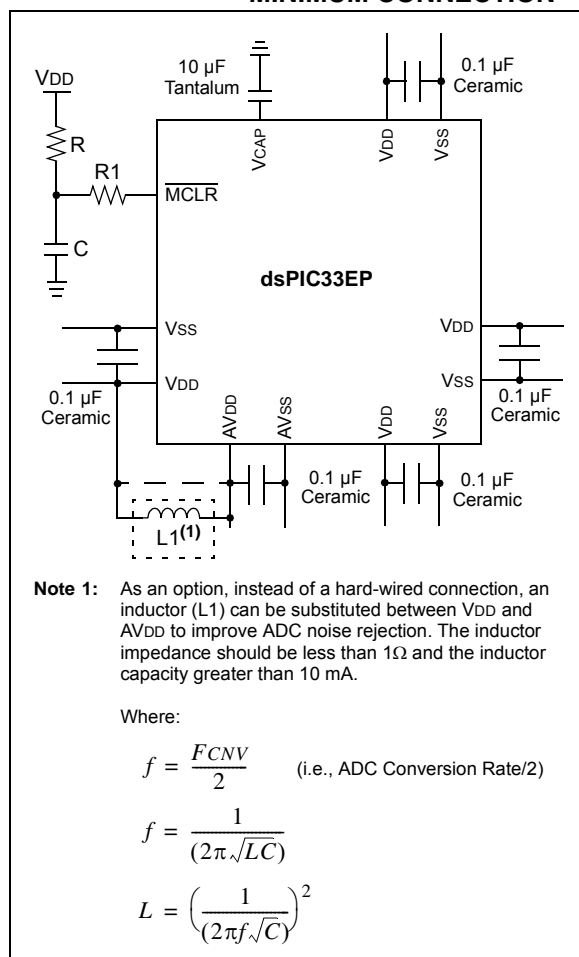 MINIMUM CONNECTION
10 µF
Tantalum
0.1 µF
Ceramic
VDD
R
R1
C
MCLR
VCAP
VDD
VSS
dsPIC33EP
VSS
VDD
0.1 µF
Ceramic
VDD
VSS
0.1 µF
Ceramic
AVDD
AVSS
VDD
VSS
0.1 µF
Ceramic
0.1 µF
Ceramic
L1(1)
Note 1: As an option, instead of a hard-wired connection, an
inductor (L1) can be substituted between VDD and
AVDD to improve ADC noise rejection. The inductor
impedance should be less than 1Ω and the inductor
capacity greater than 10 mA.
Where:
f = FCNV / 2 (i.e., ADC Conversion Rate/2)
f = 1 / (2π√LC)
L = (1 / (2πf√C))²